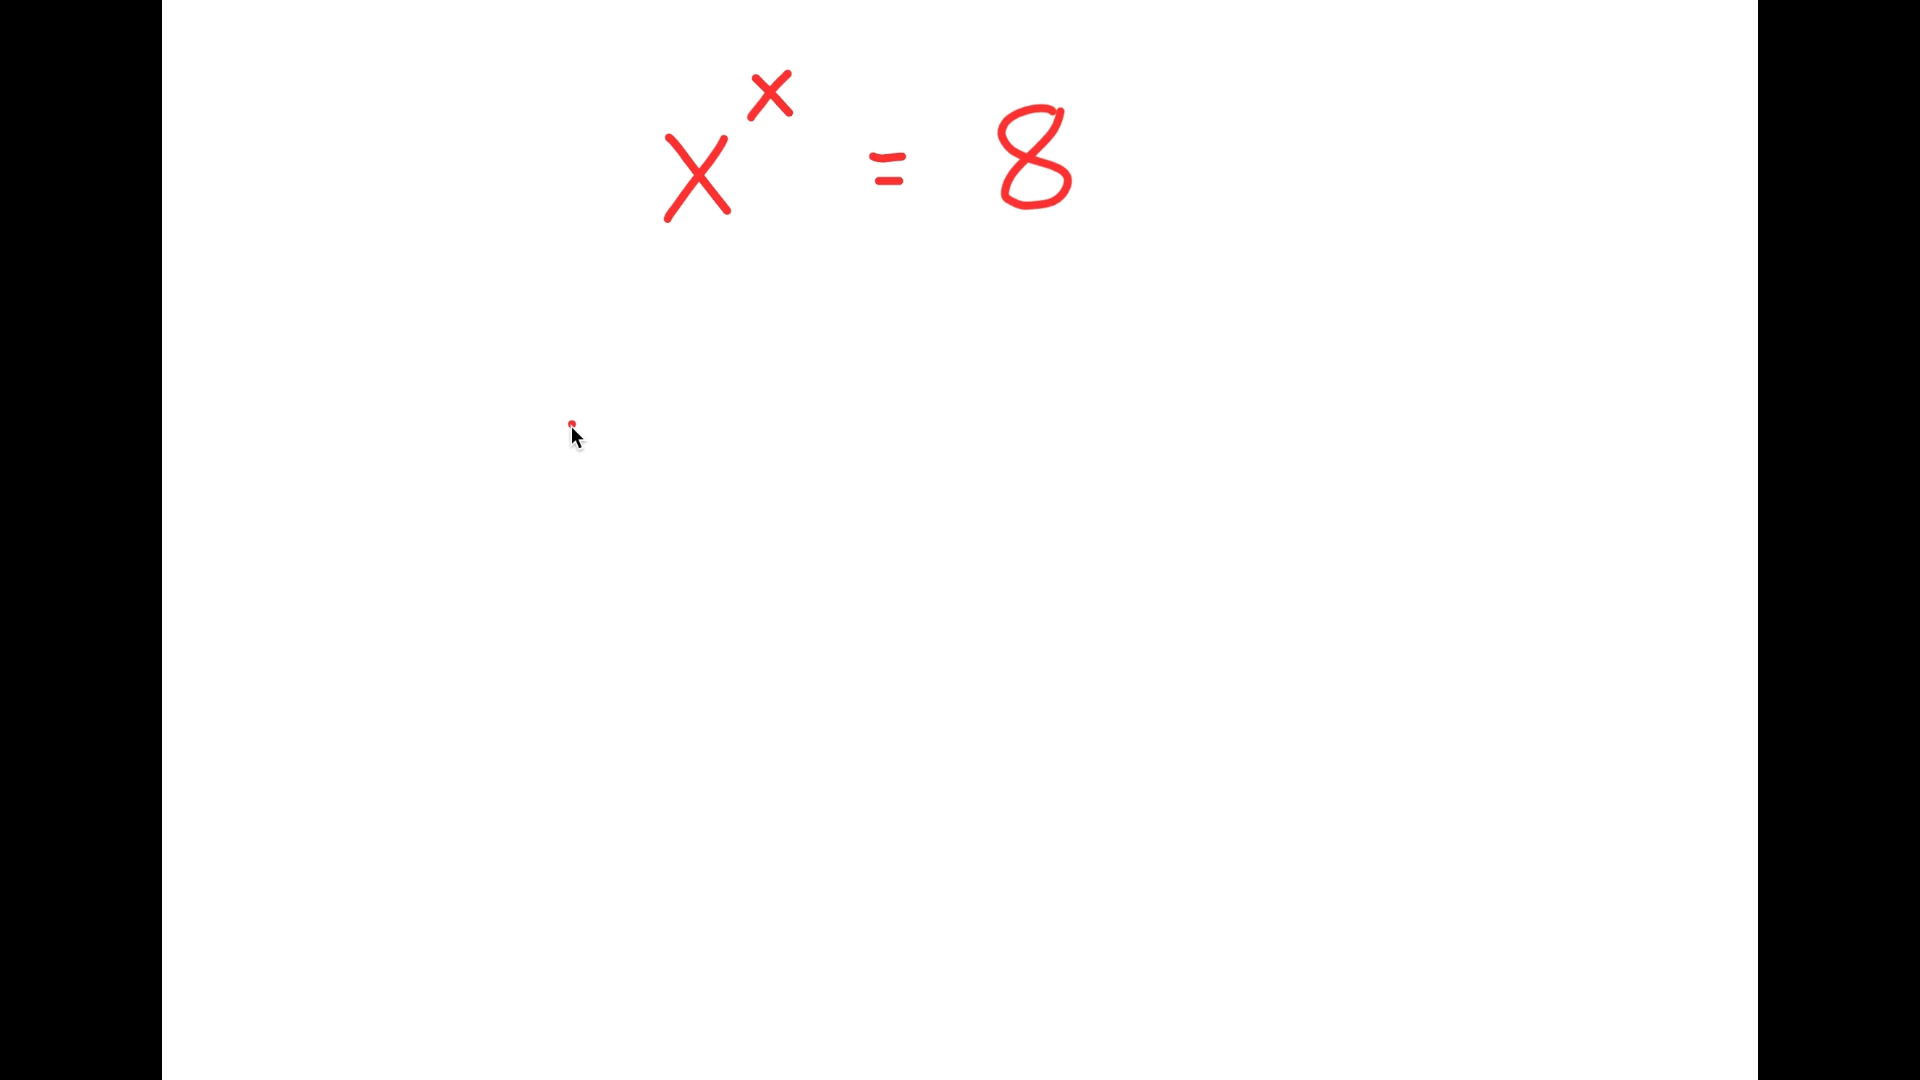 x^x = 8